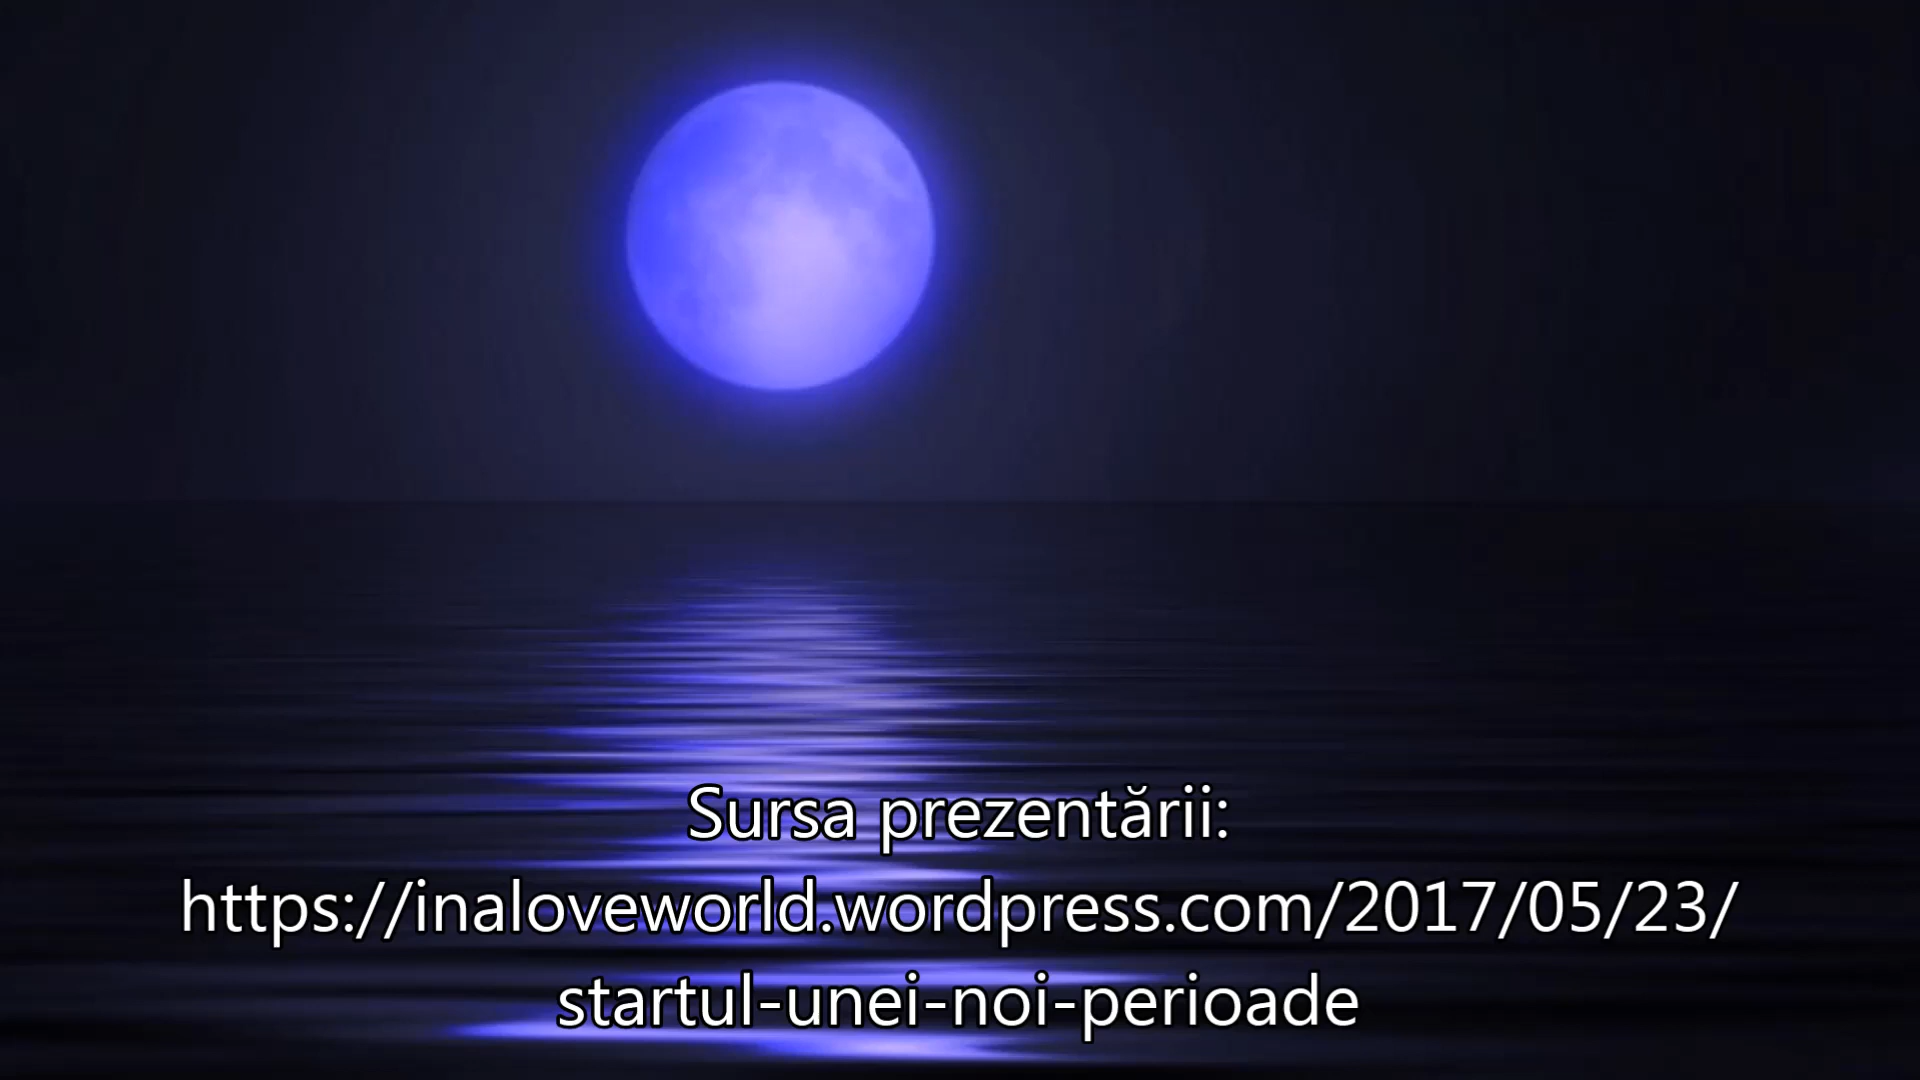 Sursa prezentării:
https://inaloveworld.wordpress.com/2017/05/23/
startul-unei-noi-perioade